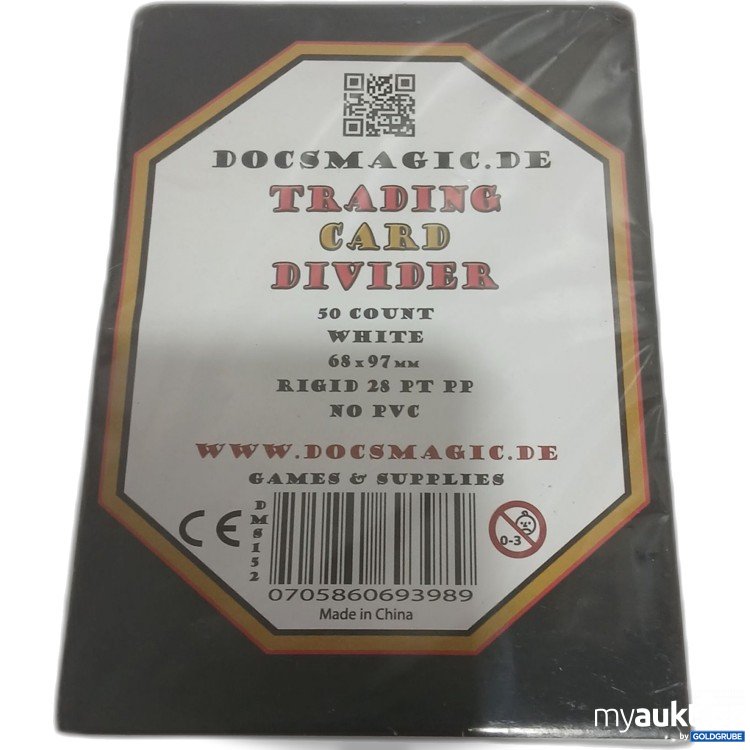 DOCSMAGIC.DE
TRADING
CARD
DIVIDER
50 COUNT
WHITE
68 x 97 MM
RIGID 28 PT PP
NO PVC
WWW.DOCSMAGIC.DE
GAMES & SUPPLIES
CE
DMS152
0-3
0705860693989
Made in China
myauk
by GOLDGRUBE